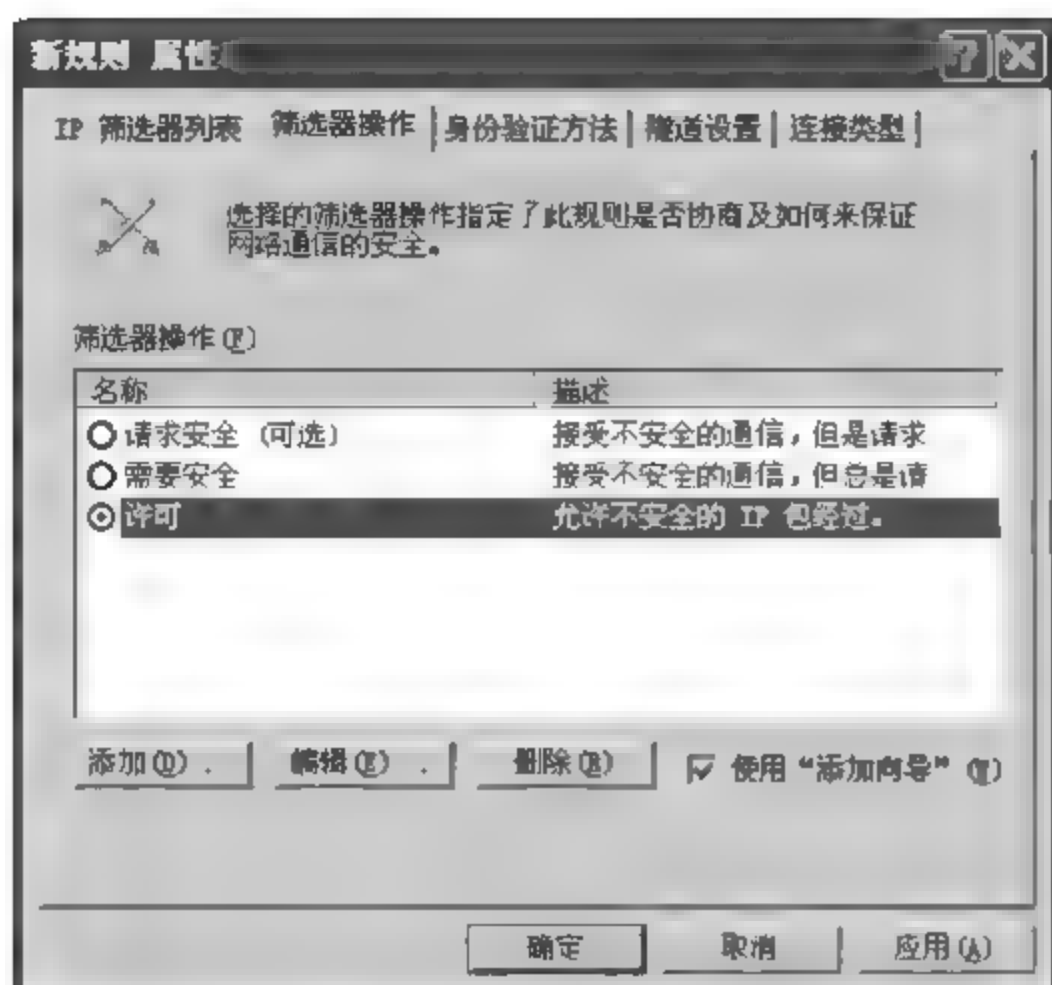 新规则 属性
IP 筛选器列表 筛选器操作 身份验证方法 隧道设置 连接类型
选择的筛选器操作指定了此规则是否协商及如何来保证
网络通信的安全。
筛选器操作(F)
名称 描述
请求安全 (可选) 接受不安全的通信，但是请求
需要安全 接受不安全的通信，但总是请
许可 允许不安全的 IP 包经过。
添加(D). 编辑(E). 删除(R) 使用“添加向导”(W)
确定 取消 应用(A)